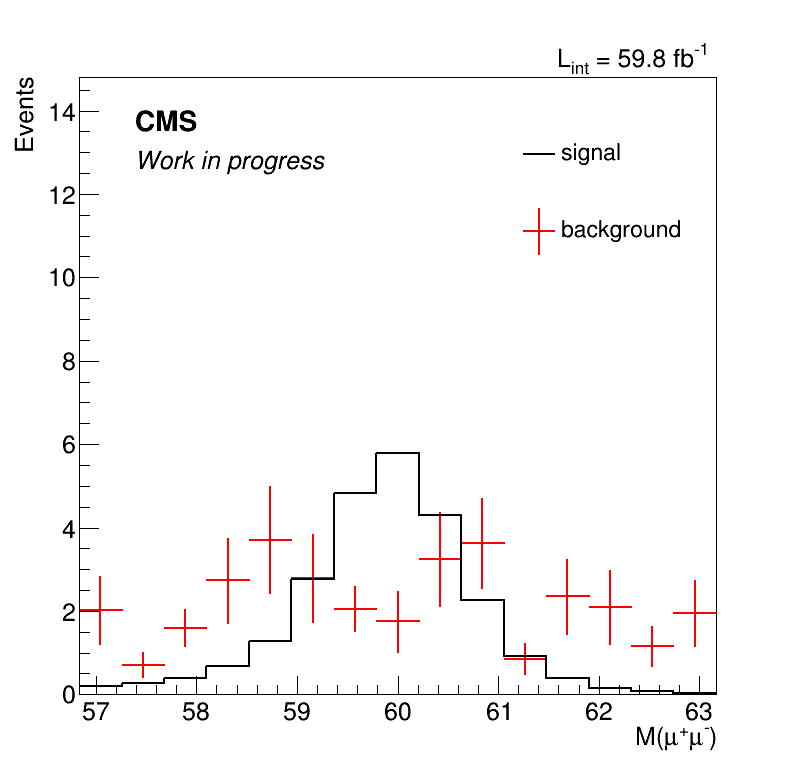 L_int = 59.8 fb^-1
Events
CMS
Work in progress
signal
background
14
12
10
8
6
4
2
0
57 58 59 60 61 62 63
M(μ⁺μ⁻)